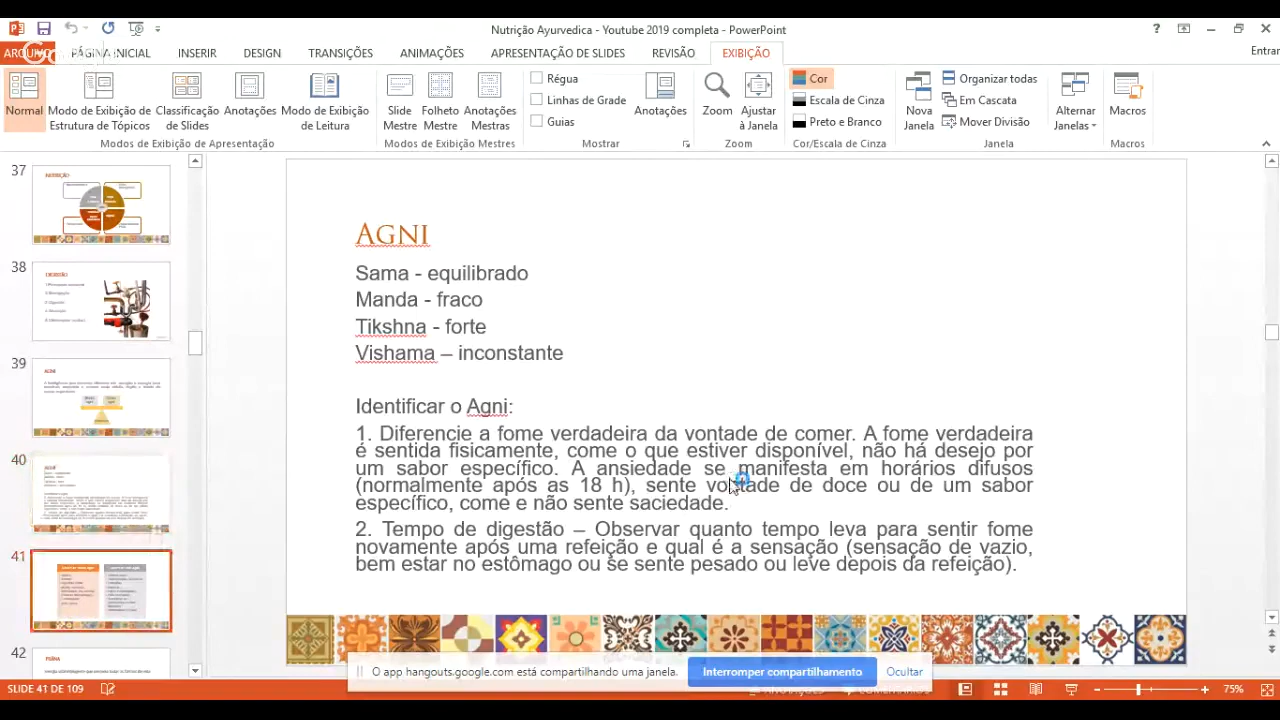 Nutrição Ayurvedica - Youtube 2019 completa - PowerPoint
Entrar
ARQUIVO PÁGINA INICIAL INSERIR DESIGN TRANSIÇÕES ANIMAÇÕES APRESENTAÇÃO DE SLIDES REVISÃO EXIBIÇÃO
Normal
Modo de Exibição de Estrutura de Tópicos
Classificação de Slides
Anotações
Modo de Exibição de Leitura
Modos de Exibição de Apresentação
Slide Mestre
Folheto Mestre
Anotações Mestras
Modos de Exibição Mestres
Régua
Linhas de Grade
Guias
Anotações
Mostrar
Zoom
Ajustar à Janela
Zoom
Cor
Escala de Cinza
Preto e Branco
Cor/Escala de Cinza
Nova Janela
Organizar todas
Em Cascata
Mover Divisão
Alternar Janelas
Janela
Macros
Macros
37
38
39
AGNI
40
41
42
AGNI
Sama - equilibrado
Manda - fraco
Tikshna - forte
Vishama – inconstante
Identificar o Agni:
1. Diferencie a fome verdadeira da vontade de comer. A fome verdadeira
é sentida fisicamente, come o que estiver disponível, não há desejo por
um sabor específico. A ansiedade se manifesta em horários difusos
(normalmente após as 18 h), sente vontade de doce ou de um sabor
específico, come e não sente saciedade.
2. Tempo de digestão – Observar quanto tempo leva para sentir fome
novamente após uma refeição e qual é a sensação (sensação de vazio,
bem estar no estômago ou se sente pesado ou leve depois da refeição).
O app hangouts.google.com está compartilhando uma janela.
Interromper compartilhamento
Ocultar
SLIDE 41 DE 109
75%